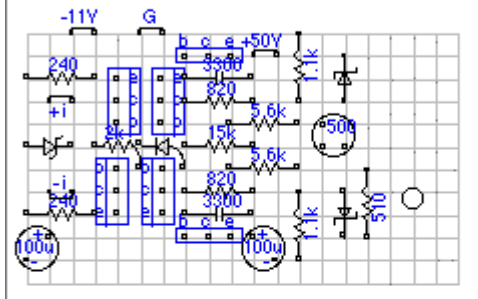 -11V G
b c e +50V
240 3300 1.1k
820
+i 5.6k
2k 15k 500
5.6k
-i 820
240 3300 510
b c e 1.1k
100u 100u